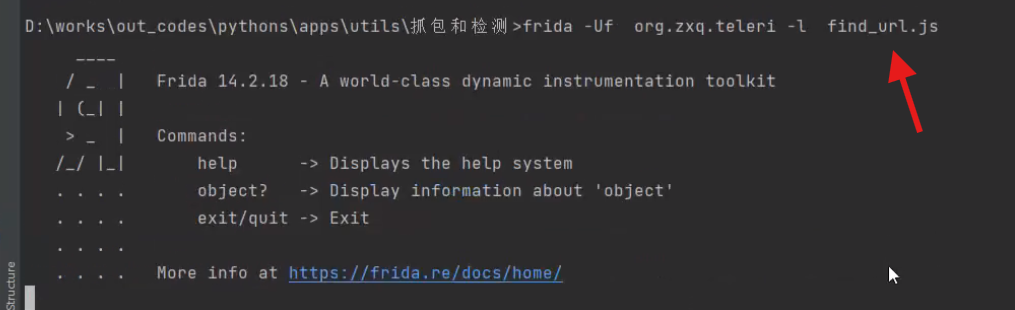 D:\works\out_codes\pythons\apps\utils\抓包和检测>frida -Uf  org.zxq.teleri -l  find_url.js
     ____
    / _  |   Frida 14.2.18 - A world-class dynamic instrumentation toolkit
   | (_| |
    > _  |   Commands:
   /_/ |_|       help      -> Displays the help system
   . . . .       object?   -> Display information about 'object'
   . . . .       exit/quit -> Exit
   . . . .
   . . . .   More info at https://frida.re/docs/home/
Structure